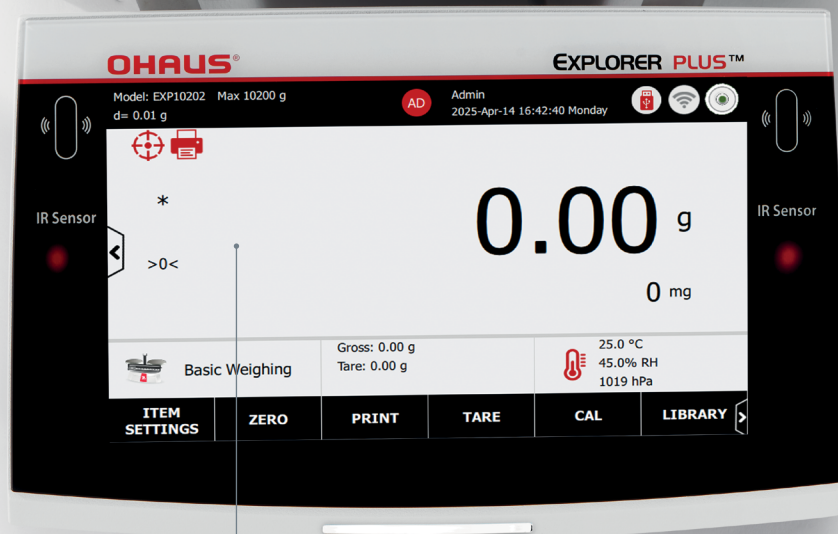 OHAUS®
EXPLORER PLUS™
Model: EXP10202 Max 10200 g
d= 0.01 g
AD
Admin
2025-Apr-14 16:42:40 Monday
*
0.00 g
>0<
0 mg
IR Sensor
IR Sensor
Basic Weighing
Gross: 0.00 g
Tare: 0.00 g
25.0 °C
45.0% RH
1019 hPa
ITEM
SETTINGS
ZERO
PRINT
TARE
CAL
LIBRARY